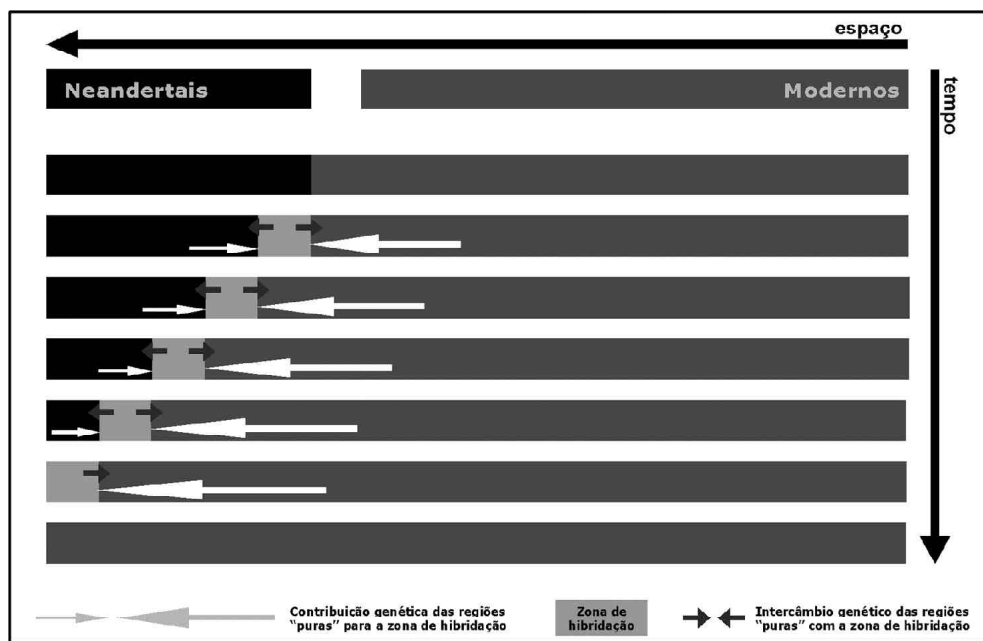 espaço
tempo
Neandertais
Modernos
Contribuição genética das regiões
"puras" para a zona de hibridação
Zona de
hibridação
Intercâmbio genético das regiões
"puras" com a zona de hibridação